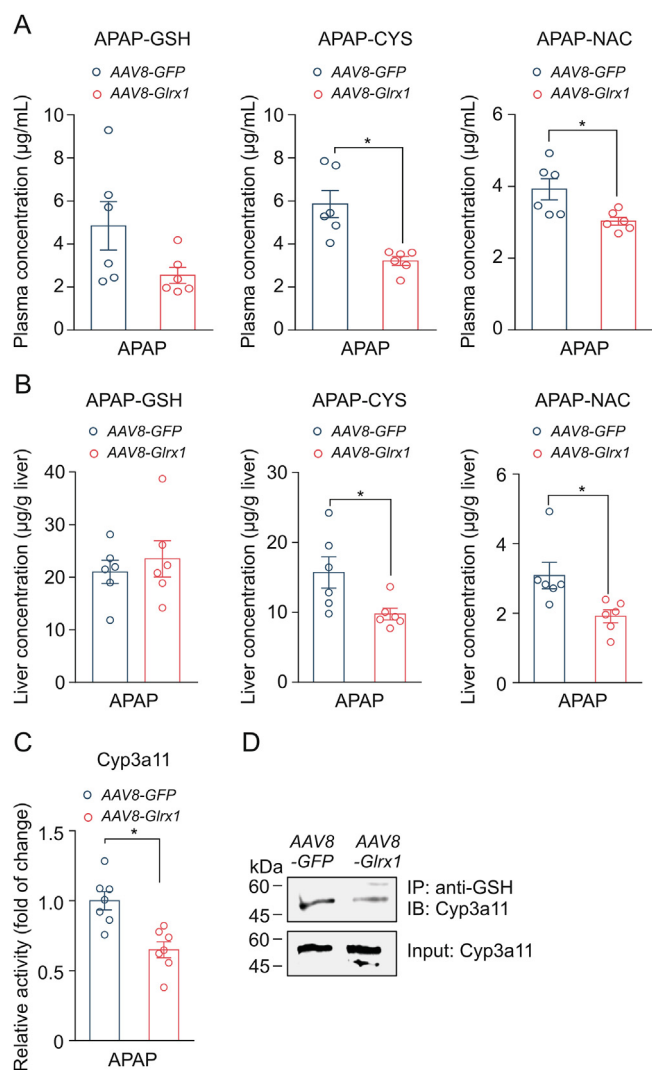 A
APAP-GSH
AAV8-GFP
AAV8-Glrx1
Plasma concentration (µg/mL)
10
8
6
4
2
0
APAP
APAP-CYS
AAV8-GFP
AAV8-Glrx1
Plasma concentration (µg/mL)
10
8
6
4
2
0
*
APAP
APAP-NAC
AAV8-GFP
AAV8-Glrx1
Plasma concentration (µg/mL)
6
4
2
0
*
APAP
B
APAP-GSH
AAV8-GFP
AAV8-Glrx1
Liver concentration (µg/g liver)
40
30
20
10
0
APAP
APAP-CYS
AAV8-GFP
AAV8-Glrx1
Liver concentration (µg/g liver)
30
20
10
0
*
APAP
APAP-NAC
AAV8-GFP
AAV8-Glrx1
Liver concentration (µg/g liver)
6
4
2
0
*
APAP
C
Cyp3a11
AAV8-GFP
AAV8-Glrx1
Relative activity (fold of change)
1.5
1.0
0.5
0
*
APAP
D
AAV8 AAV8
-GFP -Glrx1
kDa
60
45
IP: anti-GSH
IB: Cyp3a11
60
45
Input: Cyp3a11